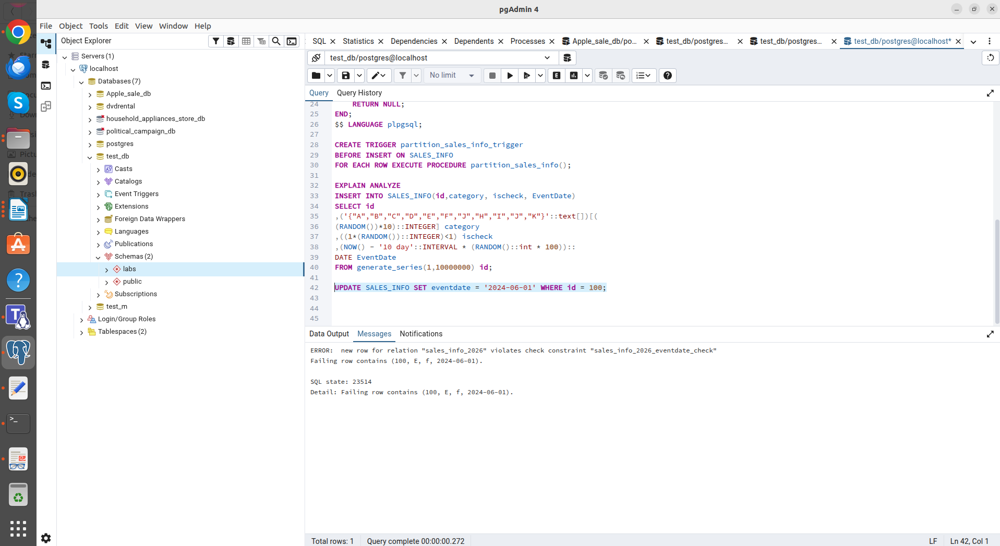 pgAdmin 4
File Object Tools Edit View Window Help
Object Explorer
SQL Statistics Dependencies Dependents Processes Apple_sale_db/po... test_db/postgres... test_db/postgres... test_db/postgres@localhost*
Servers (1)
localhost
Databases (7)
Apple_sale_db
dvdrental
household_appliances_store_db
political_campaign_db
postgres
test_db
Casts
Catalogs
Event Triggers
Extensions
Foreign Data Wrappers
Languages
Publications
Schemas (2)
labs
public
Subscriptions
test_m
Login/Group Roles
Tablespaces (2)
test_db/postgres@localhost
No limit
E
Query Query History
24 RETURN NULL;
25 END;
26 $$ LANGUAGE plpgsql;
27
28 CREATE TRIGGER partition_sales_info_trigger
29 BEFORE INSERT ON SALES_INFO
30 FOR EACH ROW EXECUTE PROCEDURE partition_sales_info();
31
32 EXPLAIN ANALYZE
33 INSERT INTO SALES_INFO(id,category, ischeck, EventDate)
34 SELECT id
35 ,('{"A","B","C","D","E","F","J","H","I","J","K"}'::text[])[(
36 (RANDOM())*10)::INTEGER] category
37 ,((1*(RANDOM())::INTEGER)<1) ischeck
38 ,(NOW() - '10 day'::INTERVAL * (RANDOM()::int * 100))::
39 DATE EventDate
40 FROM generate_series(1,10000000) id;
41
42 UPDATE SALES_INFO SET eventdate = '2024-06-01' WHERE id = 100;
43
44
45
Data Output Messages Notifications
ERROR: new row for relation "sales_info_2026" violates check constraint "sales_info_2026_eventdate_check"
Failing row contains (100, E, f, 2024-06-01).
SQL state: 23514
Detail: Failing row contains (100, E, f, 2024-06-01).
Total rows: 1 Query complete 00:00:00.272 LF Ln 42, Col 1